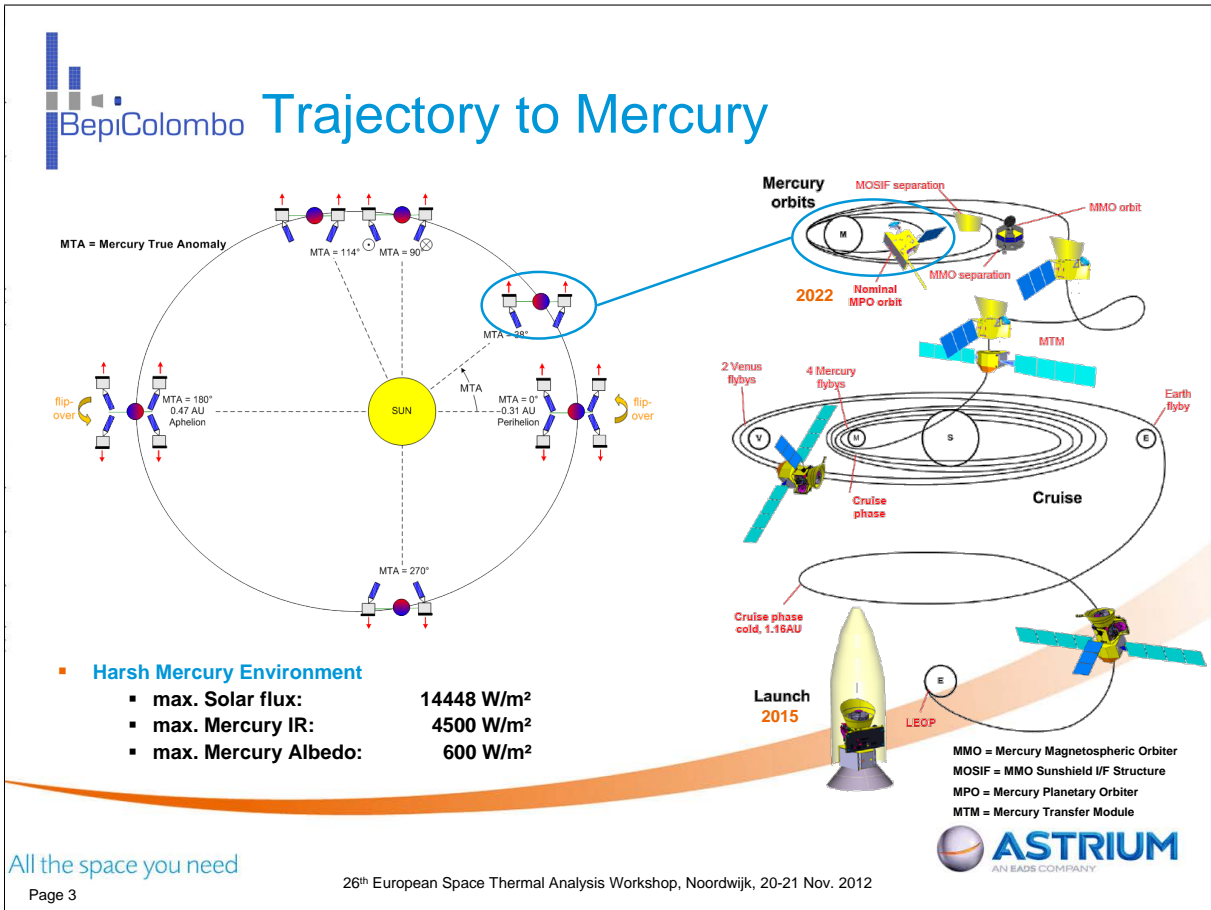 BepiColombo
Trajectory to Mercury
MTA = Mercury True Anomaly
MTA = 114°
MTA = 90°
MTA = 38°
MTA
SUN
flip-
over
MTA = 180°
0.47 AU
Aphelion
MTA = 0°
0.31 AU
Perihelion
flip-
over
MTA = 270°
Mercury
orbits
MOSIF separation
MMO orbit
M
MMO separation
2022
Nominal
MPO orbit
MTM
2 Venus
flybys
4 Mercury
flybys
Earth
flyby
V
M
S
E
Cruise
phase
Cruise
Cruise phase
cold, 1.16AU
Launch
2015
E
LEOP
Harsh Mercury Environment
max. Solar flux: 14448 W/m²
max. Mercury IR: 4500 W/m²
max. Mercury Albedo: 600 W/m²
MMO = Mercury Magnetospheric Orbiter
MOSIF = MMO Sunshield I/F Structure
MPO = Mercury Planetary Orbiter
MTM = Mercury Transfer Module
ASTRIUM
AN EADS COMPANY
All the space you need
Page 3
26th European Space Thermal Analysis Workshop, Noordwijk, 20-21 Nov. 2012